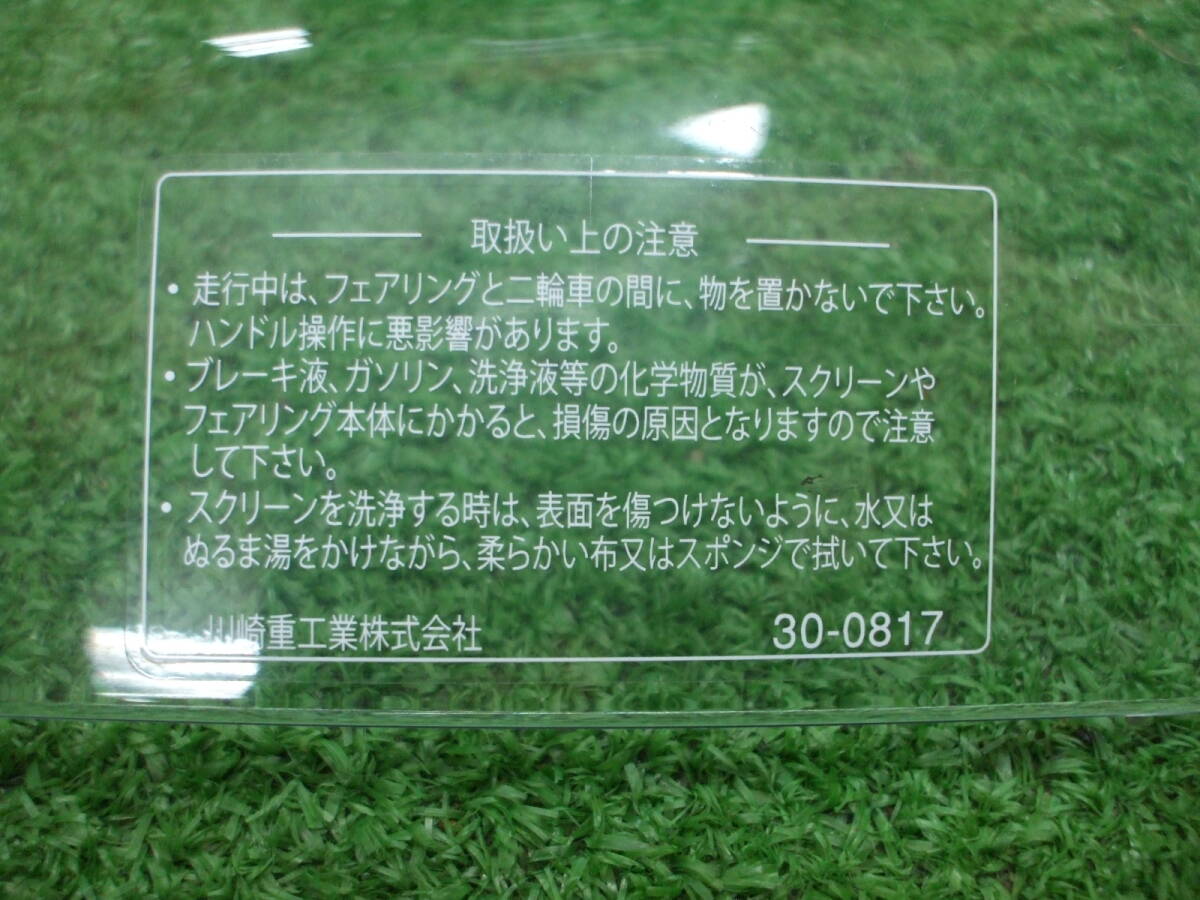 取扱い上の注意
• 走行中は、フェアリングと二輪車の間に、物を置かないで下さい。
ハンドル操作に悪影響があります。
• ブレーキ液、ガソリン、洗浄液等の化学物質が、スクリーンや
フェアリング本体にかかると、損傷の原因となりますので注意
して下さい。
• スクリーンを洗浄する時は、表面を傷つけないように、水又は
ぬるま湯をかけながら、柔らかい布又はスポンジで拭いて下さい。
川崎重工業株式会社 30-0817